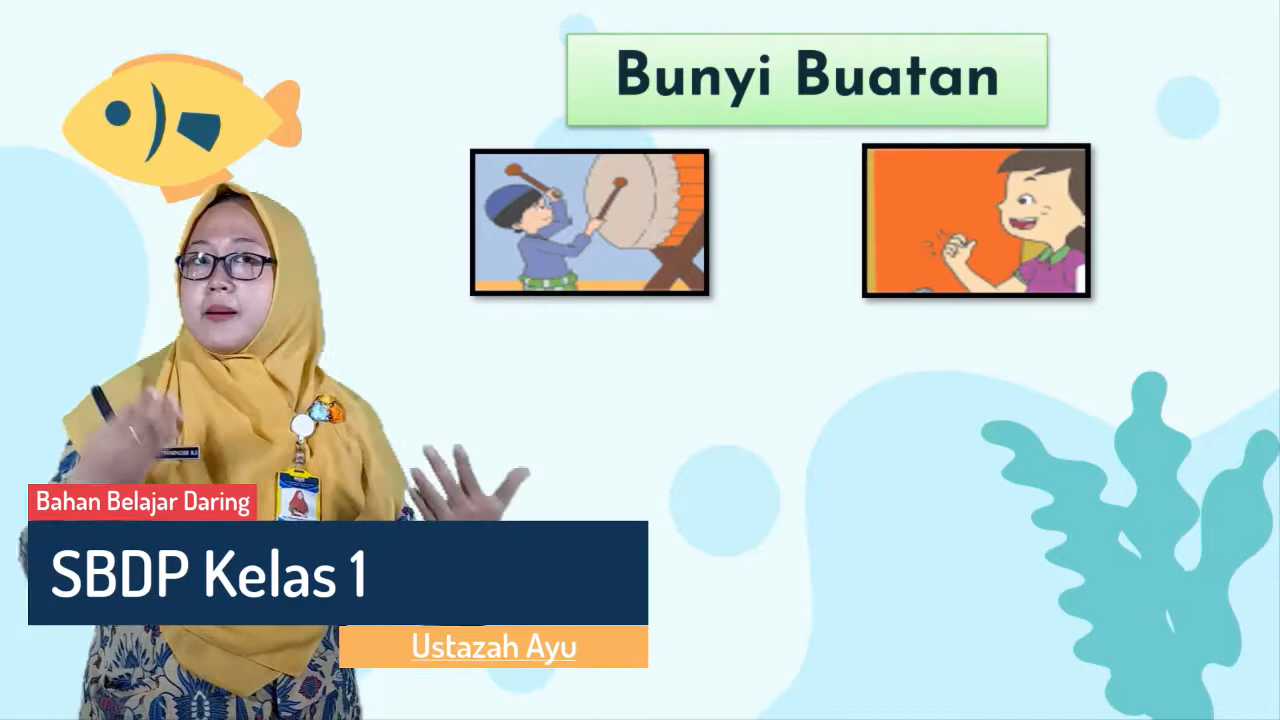 Bunyi Buatan
Bahan Belajar Daring
SBDP Kelas 1
Ustazah Ayu